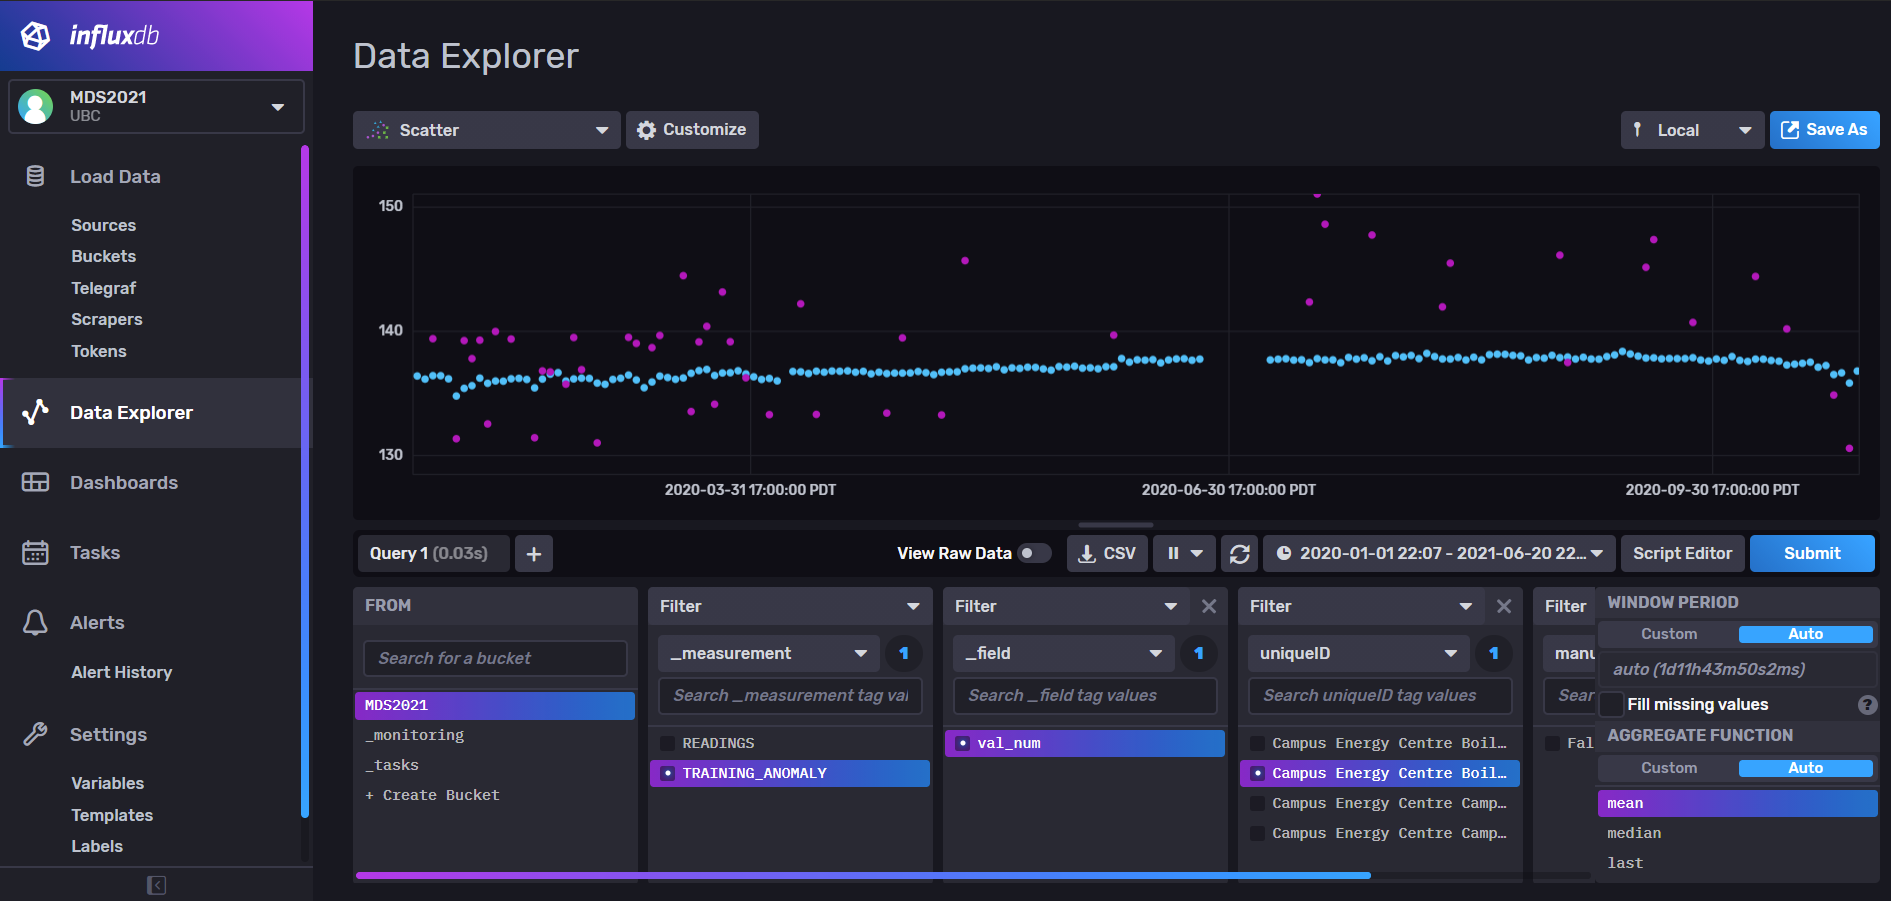 influxdb
MDS2021
UBC
Load Data
Sources
Buckets
Telegraf
Scrapers
Tokens
Data Explorer
Dashboards
Tasks
Alerts
Alert History
Settings
Variables
Templates
Labels
Data Explorer
Scatter
Customize
Local
Save As
150
140
130
2020-03-31 17:00:00 PDT
2020-06-30 17:00:00 PDT
2020-09-30 17:00:00 PDT
Query 1 (0.03s)
+
View Raw Data
CSV
2020-01-01 22:07 - 2021-06-20 22...
Script Editor
Submit
FROM
Search for a bucket
MDS2021
_monitoring
_tasks
+ Create Bucket
Filter
_measurement
1
Search _measurement tag val
READINGS
TRAINING_ANOMALY
Filter
_field
1
Search _field tag values
val_num
Filter
uniqueID
1
Search uniqueID tag values
Campus Energy Centre Boil...
Campus Energy Centre Boil...
Campus Energy Centre Camp...
Campus Energy Centre Camp...
Filter
manu
Sear
Fal
WINDOW PERIOD
Custom
Auto
auto (1d11h43m50s2ms)
Fill missing values
?
AGGREGATE FUNCTION
Custom
Auto
mean
median
last